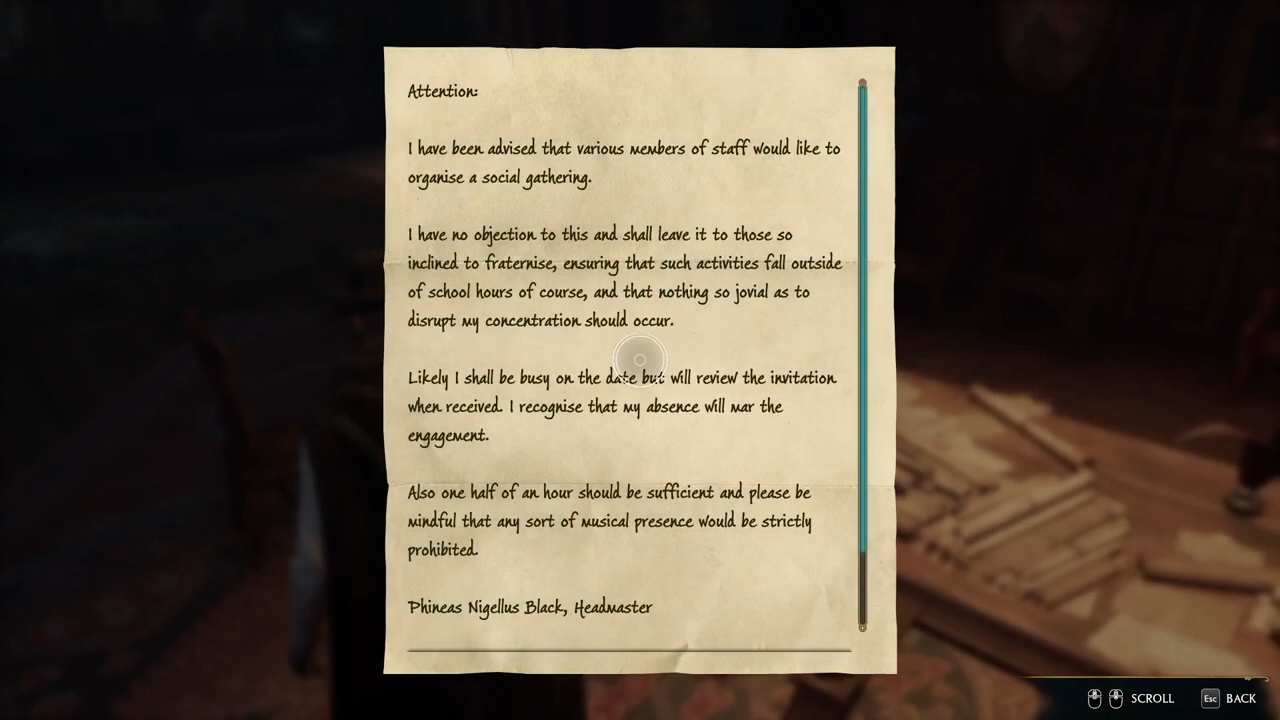 Attention:
I have been advised that various members of staff would like to
organise a social gathering.
I have no objection to this and shall leave it to those so
inclined to fraternise, ensuring that such activities fall outside
of school hours of course, and that nothing so jovial as to
disrupt my concentration should occur.
Likely I shall be busy on the date but will review the invitation
when received. I recognise that my absence will mar the
engagement.
Also one half of an hour should be sufficient and please be
mindful that any sort of musical presence would be strictly
prohibited.
Phineas Nigellus Black, Headmaster
SCROLL Esc BACK